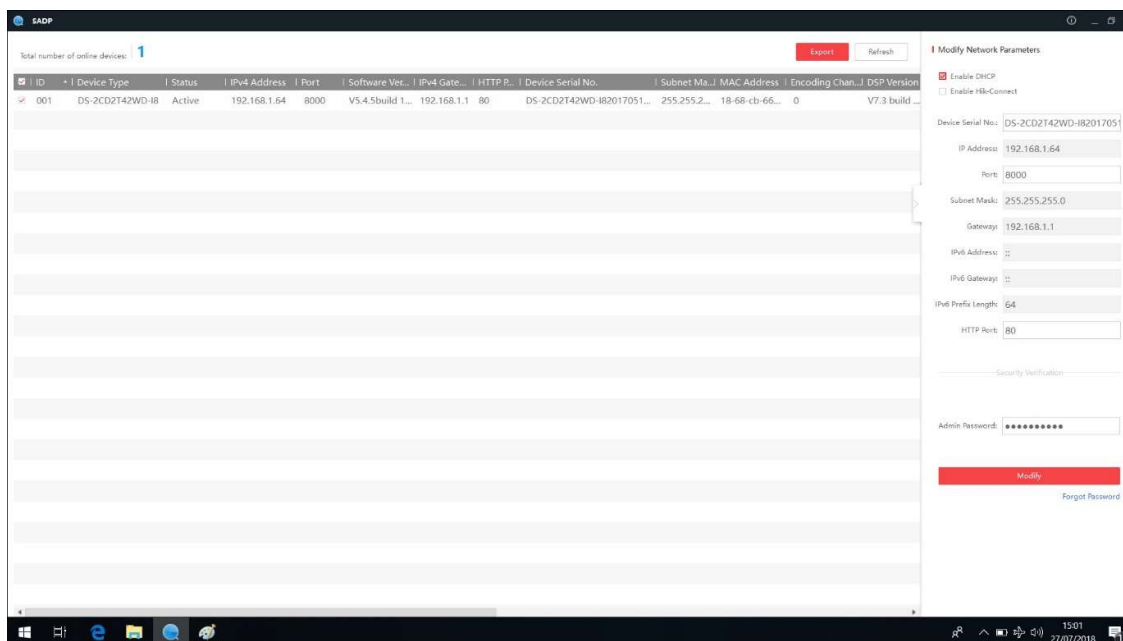 SADP
Total number of online devices: 1
Export
Refresh
ID
Device Type
Status
IPv4 Address
Port
Software Ver...
IPv4 Gate...
HTTP P...
Device Serial No.
Subnet Ma...
MAC Address
Encoding Chan...
DSP Version
001
DS-2CD2T42WD-I8
Active
192.168.1.64
8000
V5.4.5build 1...
192.168.1.1
80
DS-2CD2T42WD-I82017051...
255.255.2...
18-68-cb-66...
0
V7.3 build ...
Modify Network Parameters
Enable DHCP
Enable Hik-Connect
Device Serial No.: DS-2CD2T42WD-I82017051
IP Address: 192.168.1.64
Port: 8000
Subnet Mask: 255.255.255.0
Gateway: 192.168.1.1
IPv6 Address: ::
IPv6 Gateway: ::
IPv6 Prefix Length: 64
HTTP Port: 80
Security Verification
Admin Password: ●●●●●●●●●●
Modify
Forgot Password
15:01
27/07/2018